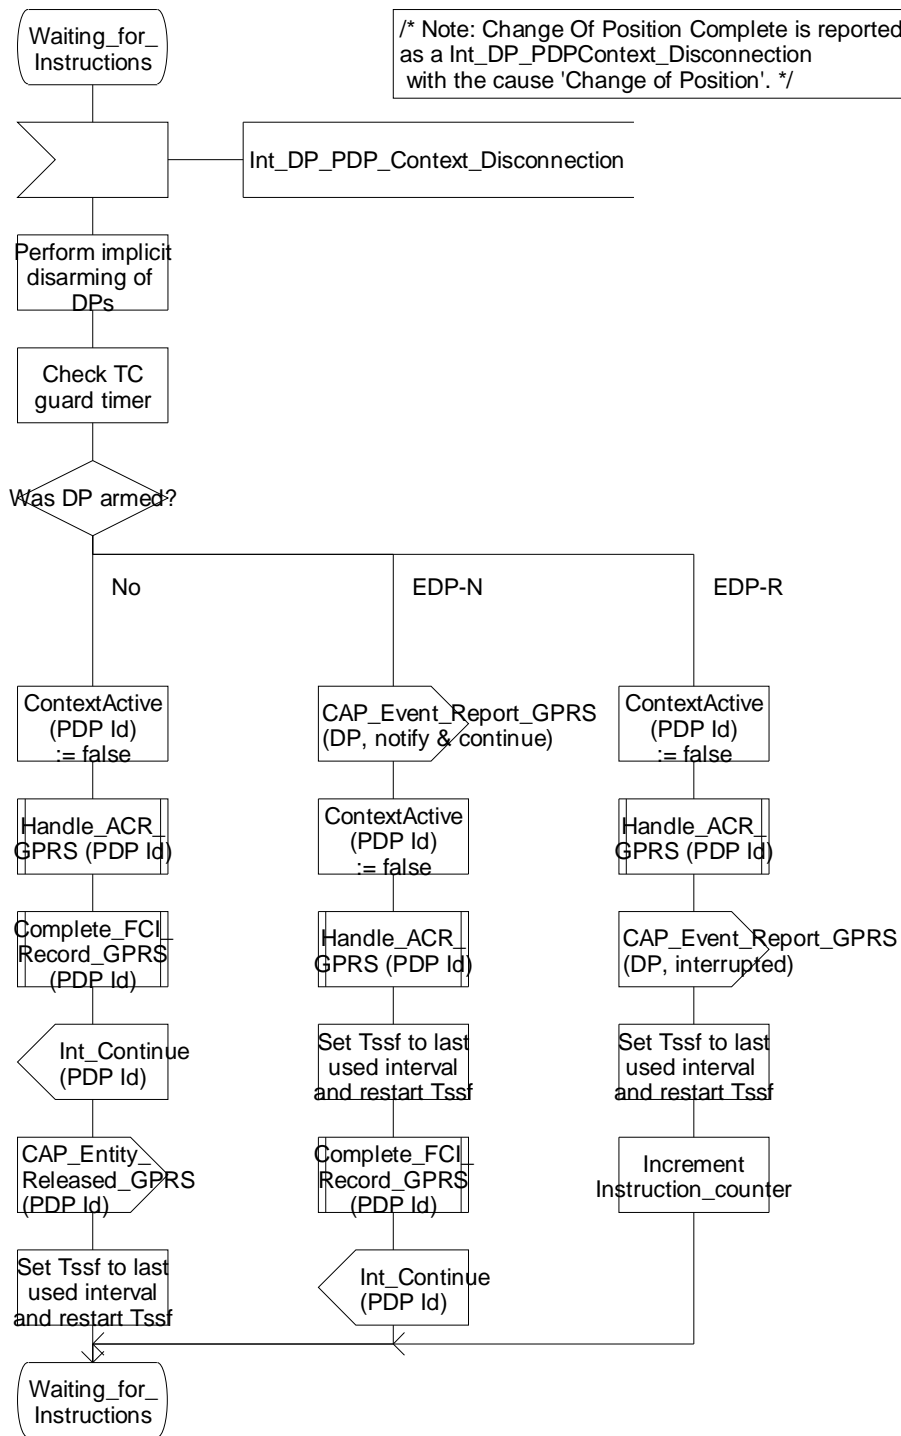 Waiting_for_
Instructions
/* Note: Change Of Position Complete is reported
as a Int_DP_PDPContext_Disconnection
with the cause 'Change of Position'. */
Int_DP_PDP_Context_Disconnection
Perform implicit
disarming of
DPs
Check TC
guard timer
Was DP armed?
No
EDP-N
EDP-R
ContextActive
(PDP Id)
:= false
Handle_ACR_
GPRS (PDP Id)
Complete_FCI_
Record_GPRS
(PDP Id)
Int_Continue
(PDP Id)
CAP_Entity_
Released_GPRS
(PDP Id)
Set Tssf to last
used interval
and restart Tssf
CAP_Event_Report_GPRS
(DP, notify & continue)
ContextActive
(PDP Id)
:= false
Handle_ACR_
GPRS (PDP Id)
Set Tssf to last
used interval
and restart Tssf
Complete_FCI_
Record_GPRS
(PDP Id)
Int_Continue
(PDP Id)
ContextActive
(PDP Id)
:= false
Handle_ACR_
GPRS (PDP Id)
CAP_Event_Report_GPRS
(DP, interrupted)
Set Tssf to last
used interval
and restart Tssf
Increment
Instruction_counter
Waiting_for_
Instructions